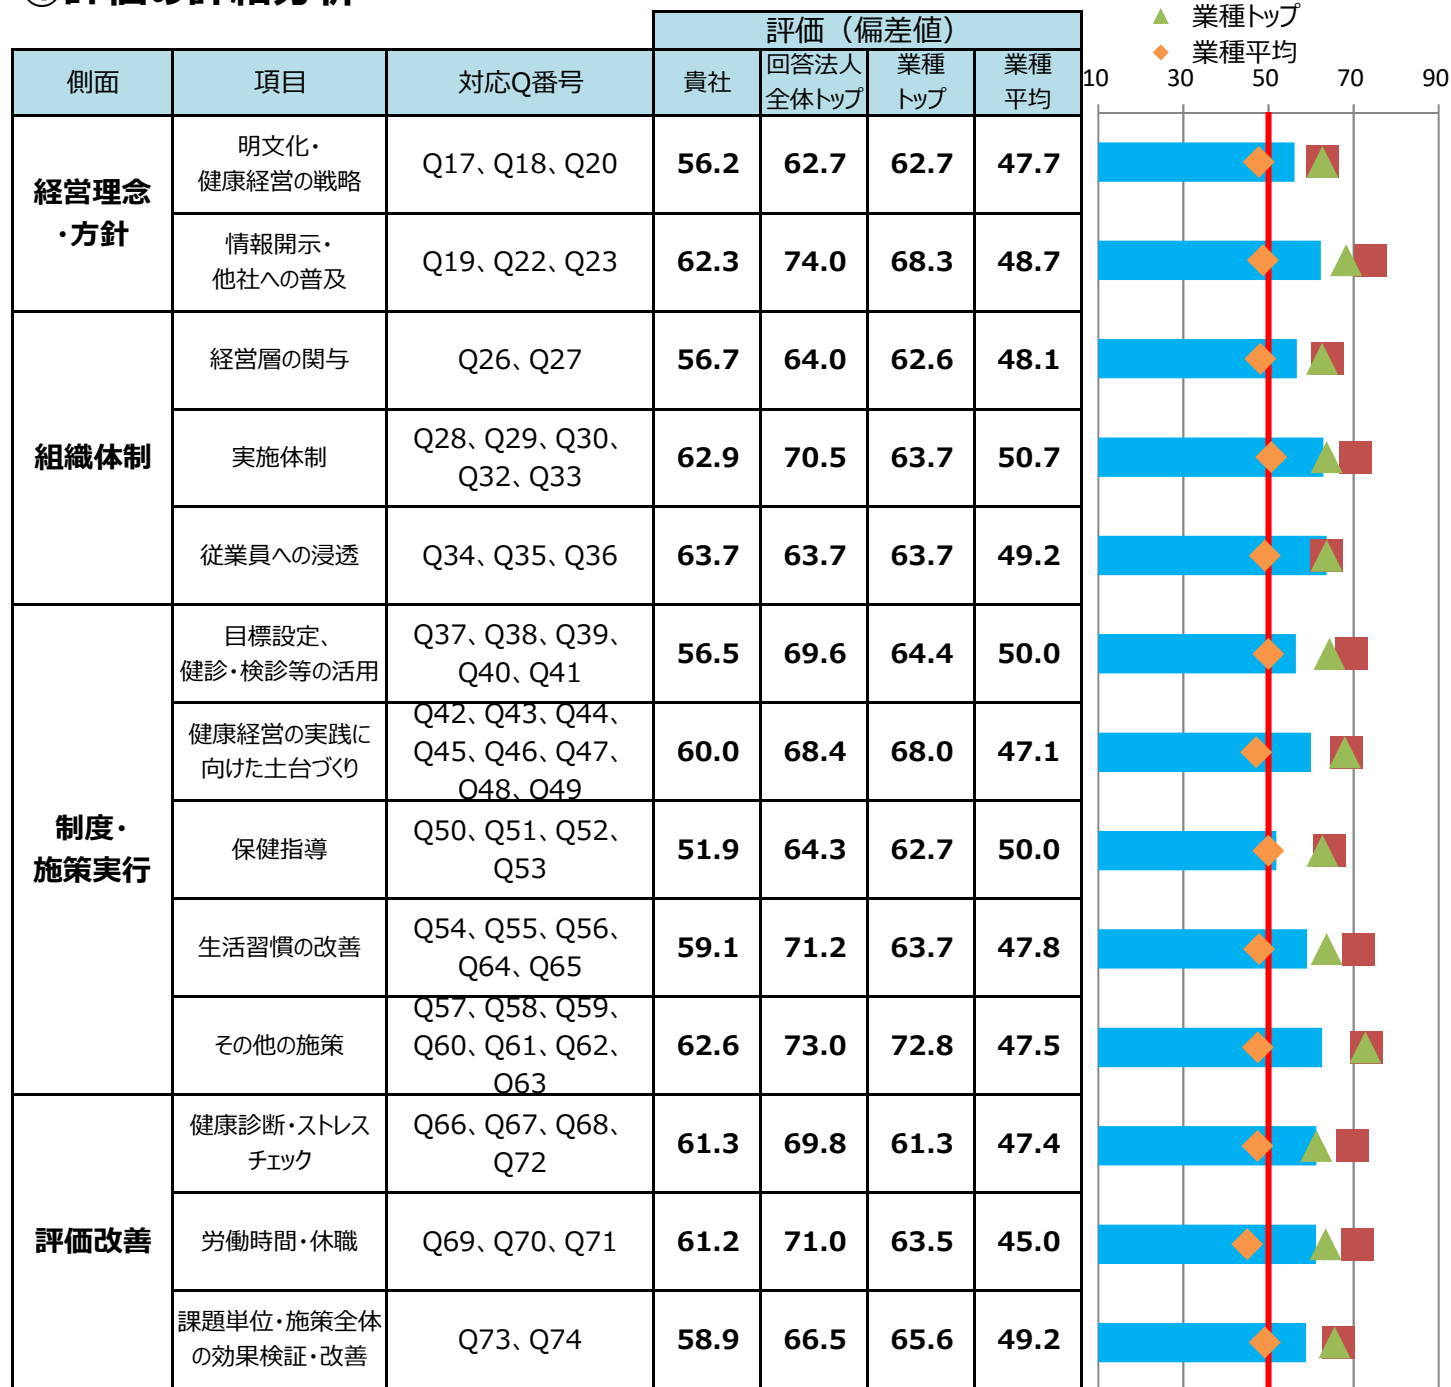 評価（偏差値）
業種トップ
業種平均
側面 項目 対応Q番号 貴社 回答法人 業種 業種
全体トップ トップ 平均
10 30 50 70 90
経営理念
・方針
明文化・
健康経営の戦略
Q17、Q18、Q20 56.2 62.7 62.7 47.7
情報開示・
他社への普及
Q19、Q22、Q23 62.3 74.0 68.3 48.7
組織体制
経営層の関与 Q26、Q27 56.7 64.0 62.6 48.1
実施体制
Q28、Q29、Q30、
Q32、Q33
62.9 70.5 63.7 50.7
従業員への浸透 Q34、Q35、Q36 63.7 63.7 63.7 49.2
制度・
施策実行
目標設定、
健診・検診等の活用
Q37、Q38、Q39、
Q40、Q41
56.5 69.6 64.4 50.0
健康経営の実践に
向けた土台づくり
Q42、Q43、Q44、
Q45、Q46、Q47、
Q48、Q49
60.0 68.4 68.0 47.1
保健指導
Q50、Q51、Q52、
Q53
51.9 64.3 62.7 50.0
生活習慣の改善
Q54、Q55、Q56、
Q64、Q65
59.1 71.2 63.7 47.8
その他の施策
Q57、Q58、Q59、
Q60、Q61、Q62、
Q63
62.6 73.0 72.8 47.5
評価改善
健康診断・ストレス
チェック
Q66、Q67、Q68、
Q72
61.3 69.8 61.3 47.4
労働時間・休職 Q69、Q70、Q71 61.2 71.0 63.5 45.0
課題単位・施策全体
の効果検証・改善
Q73、Q74 58.9 66.5 65.6 49.2